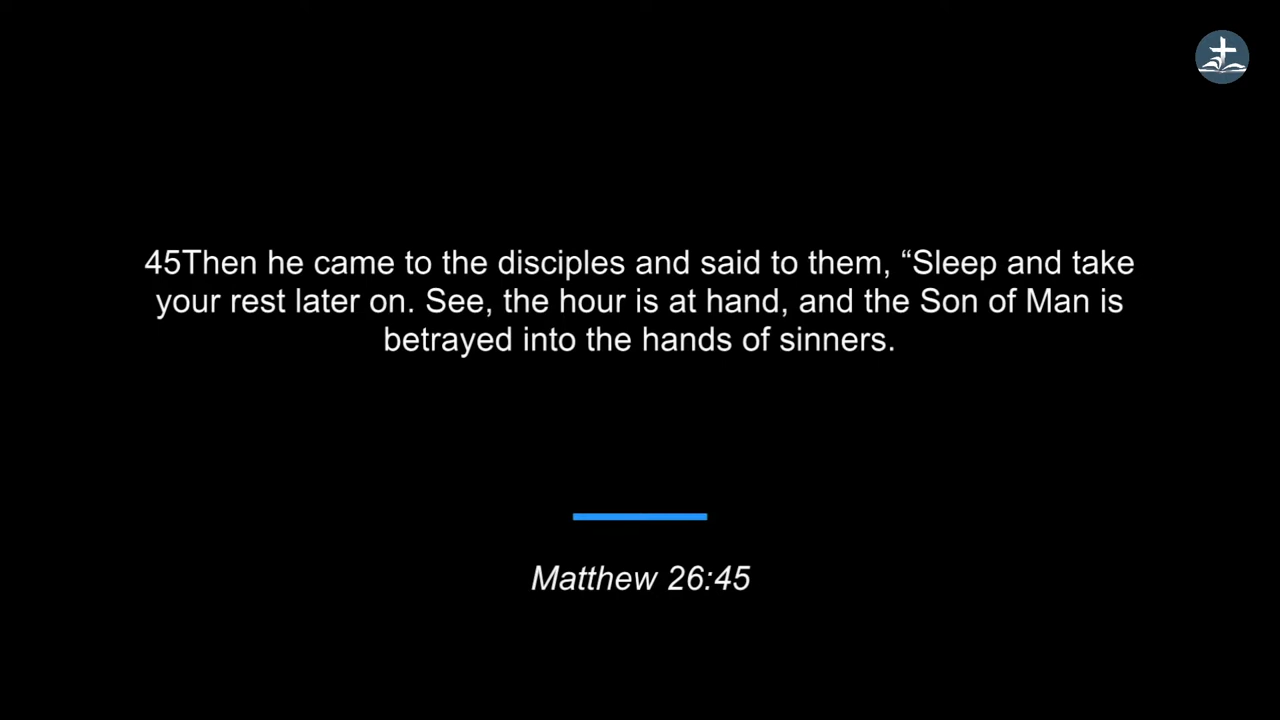 45Then he came to the disciples and said to them, “Sleep and take
your rest later on. See, the hour is at hand, and the Son of Man is
betrayed into the hands of sinners.
Matthew 26:45